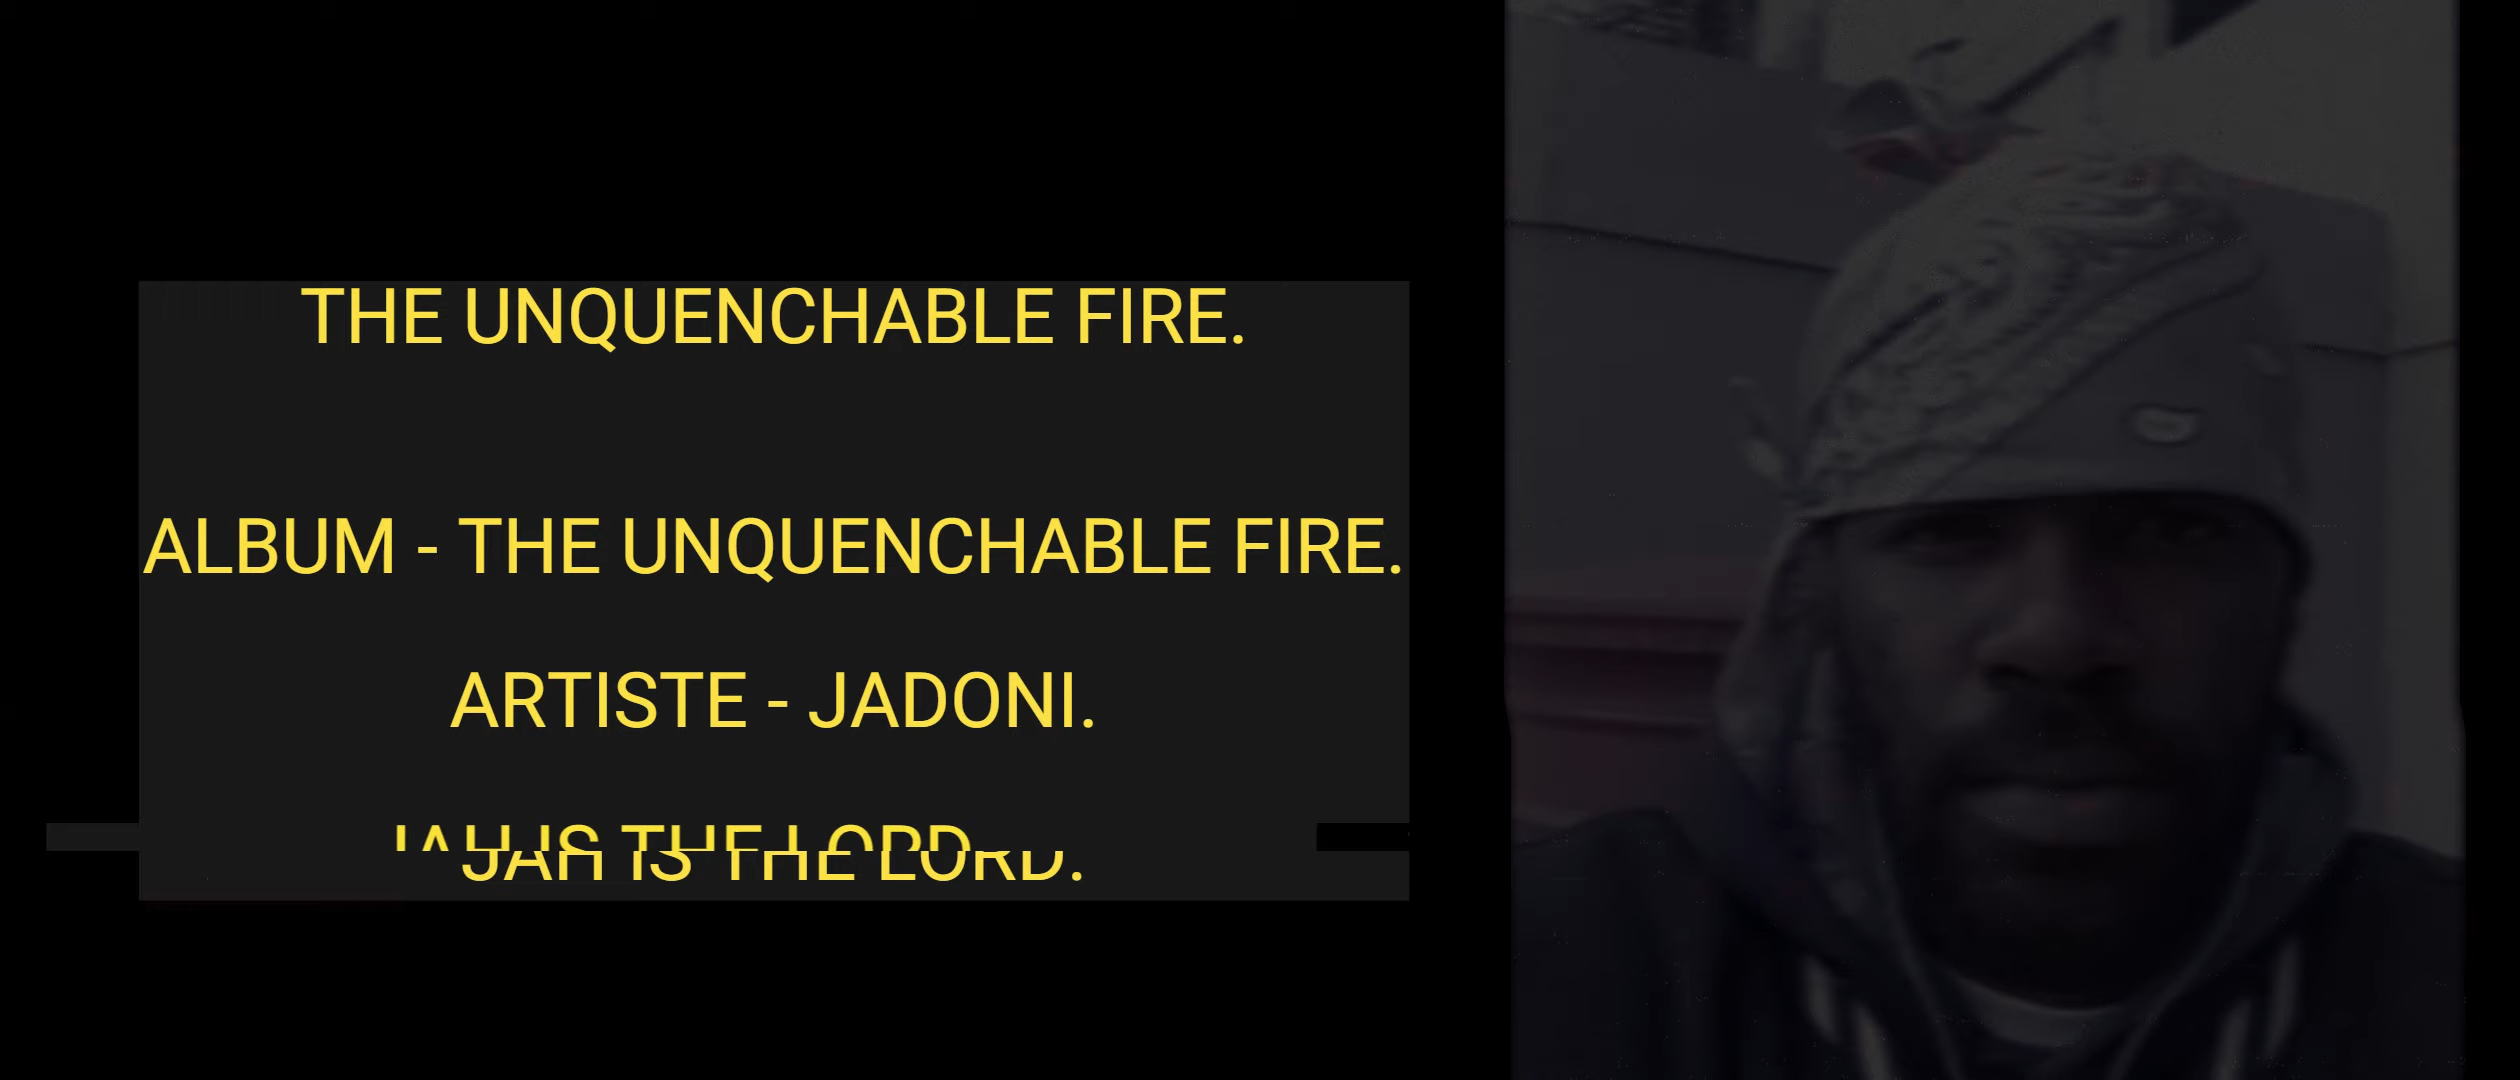 THE UNQUENCHABLE FIRE.
ALBUM - THE UNQUENCHABLE FIRE.
ARTISTE - JADONI.
JAH IS THE LORD.